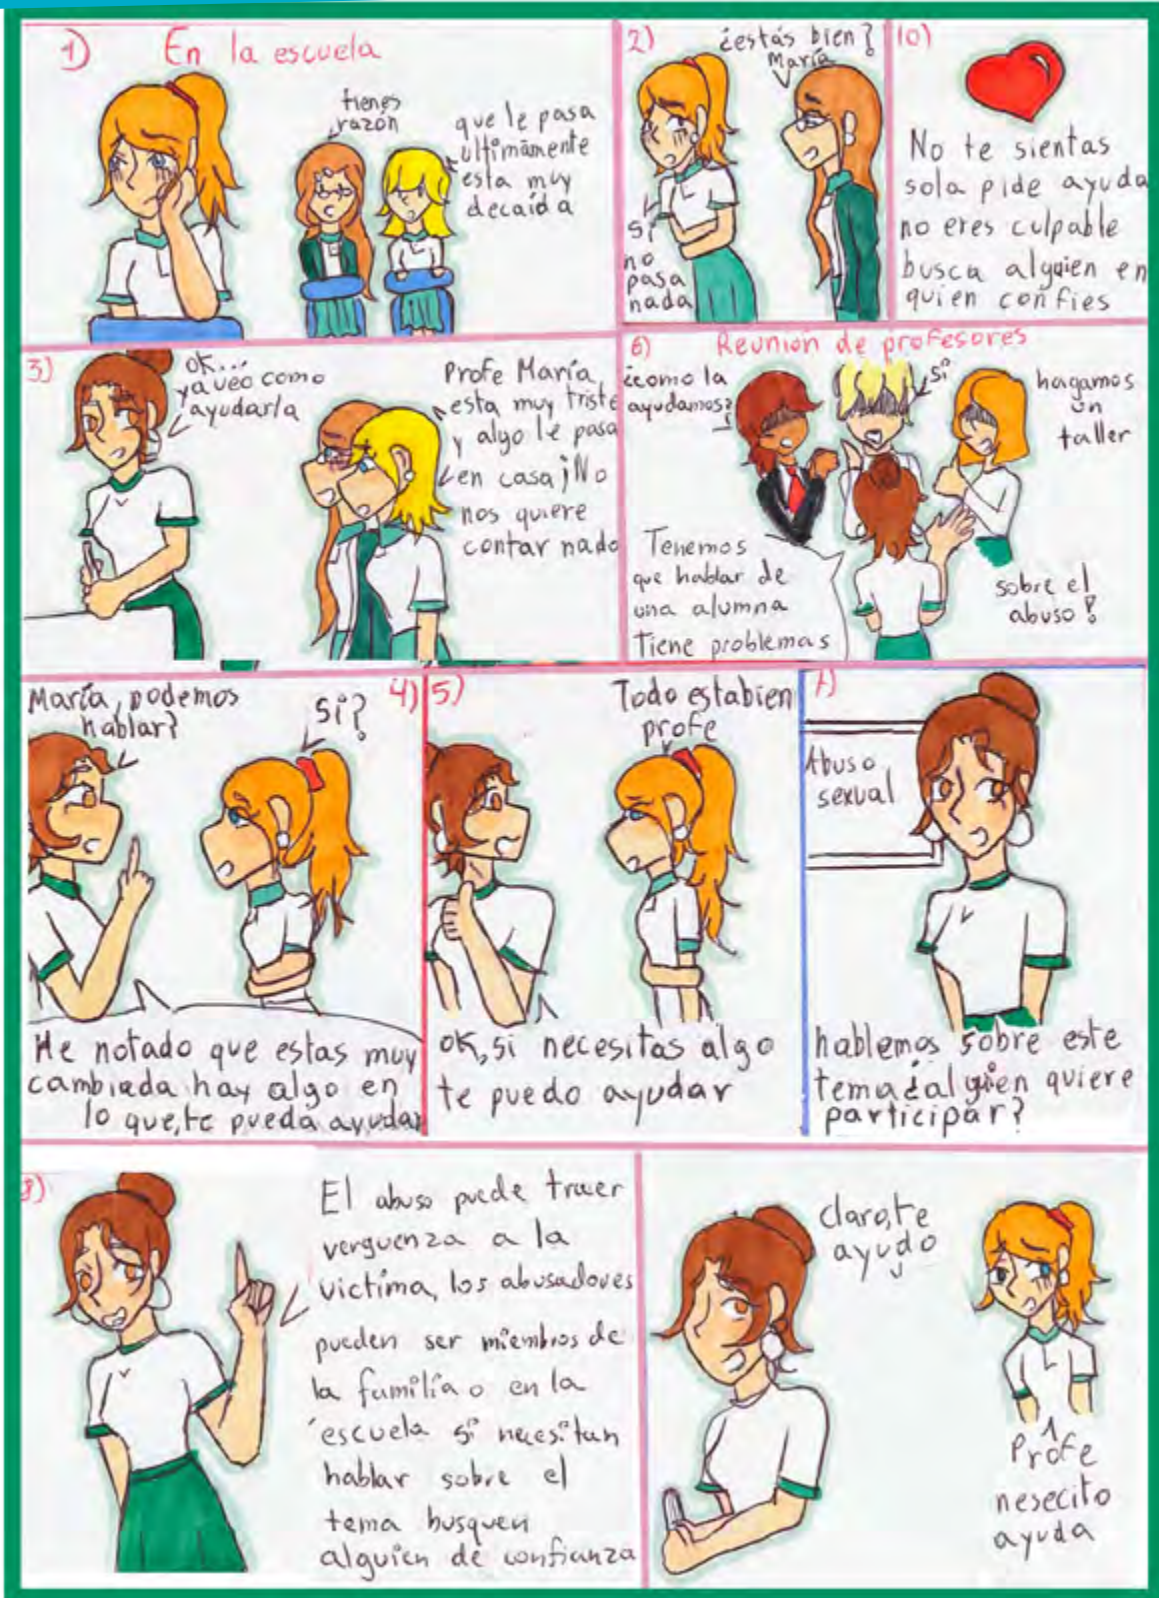 1) En la escuela
tienes
razón
que le pasa
ultimamente
esta muy
decaída
2) ¿estás bien?
María
si
no
pasa
nada
10)
No te sientas
sola pide ayuda
no eres culpable
busca alguien en
quien confies
3)
OK...
ya veo como
ayudarla
Profe María
esta muy triste
y algo le pasa
en casa ¡No
nos quiere
contar nado
6) Reunión de profesores
¿como la
ayudamos?
si
hagamos
un
taller
sobre el
abuso!
Tenemos
que hablar de
una alumna
Tiene problemas
4)
María, podemos
hablar?
Si?
He notado que estas muy
cambiada hay algo en
lo que, te pueda ayudar
5)
Todo estabien
profe
OK, si necesitas algo
te puedo ayudar
7)
Abuso
sexual
hablemos sobre este
tema ¿alguien quiere
participar?
8)
El abuso puede traer
verguenza a la
victima, los abusadores
pueden ser miembros de
la familia o en la
escuela si necesitan
hablar sobre el
tema busquen
alguien de confianza
claro, te
ayudo
Profe
nesecito
ayuda